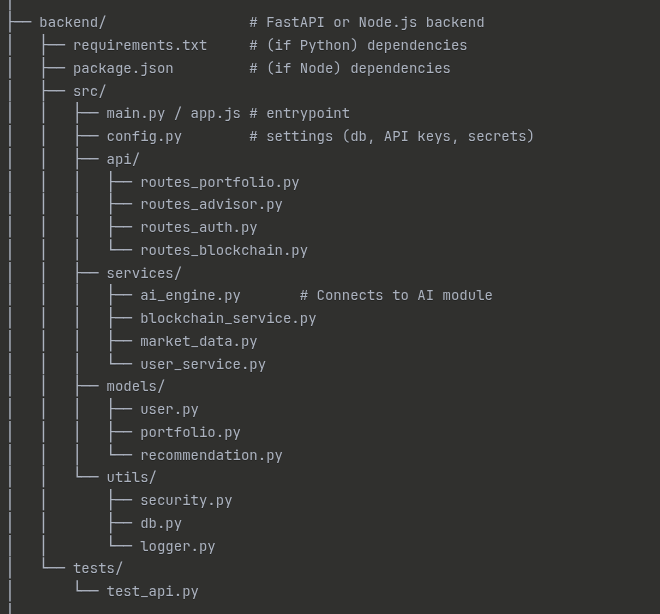 ├── backend/                 # FastAPI or Node.js backend
│   ├── requirements.txt     # (if Python) dependencies
│   ├── package.json         # (if Node) dependencies
│   ├── src/
│   │   ├── main.py / app.js # entrypoint
│   │   ├── config.py        # settings (db, API keys, secrets)
│   │   ├── api/
│   │   │   ├── routes_portfolio.py
│   │   │   ├── routes_advisor.py
│   │   │   ├── routes_auth.py
│   │   │   └── routes_blockchain.py
│   │   ├── services/
│   │   │   ├── ai_engine.py       # Connects to AI module
│   │   │   ├── blockchain_service.py
│   │   │   ├── market_data.py
│   │   │   └── user_service.py
│   │   ├── models/
│   │   │   ├── user.py
│   │   │   ├── portfolio.py
│   │   │   └── recommendation.py
│   │   └── utils/
│   │       ├── security.py
│   │       ├── db.py
│   │       └── logger.py
│   └── tests/
│       └── test_api.py